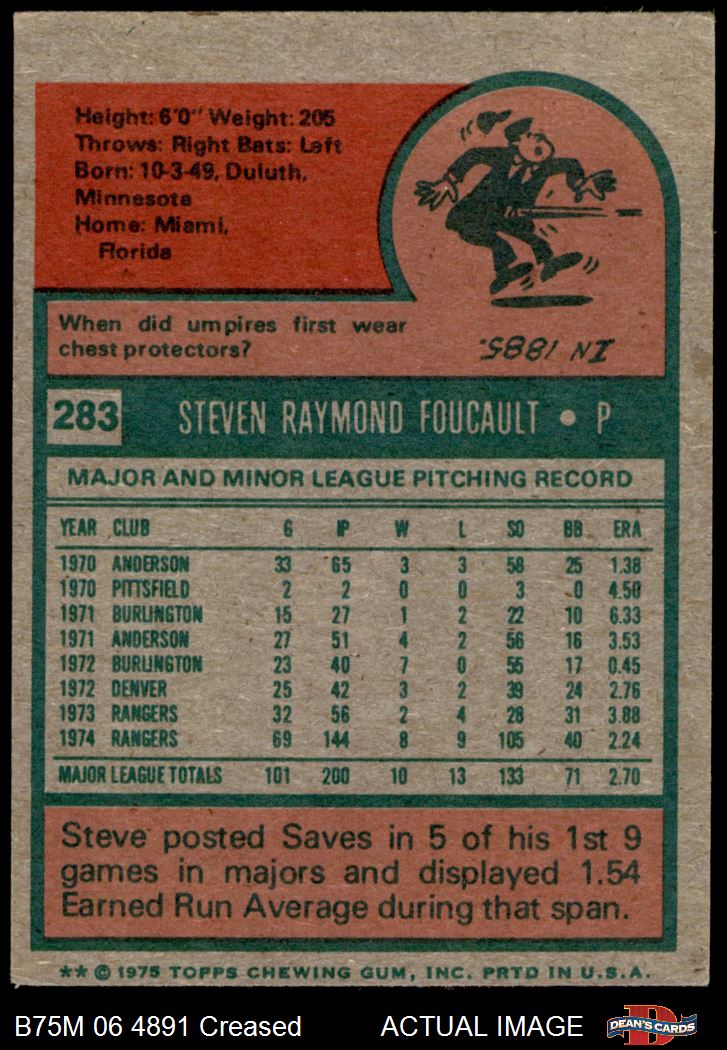 Height: 6'0" Weight: 205
Throws: Right Bats: Left
Born: 10-3-49, Duluth,
Minnesota
Home: Miami,
Florida
When did umpires first wear
chest protectors?
IN 1885.
283 STEVEN RAYMOND FOUCAULT • P
MAJOR AND MINOR LEAGUE PITCHING RECORD
YEAR CLUB G IP W L SO BB ERA
1970 ANDERSON 33 65 3 3 58 25 1.38
1970 PITTSFIELD 2 2 0 0 3 0 4.50
1971 BURLINGTON 15 27 1 2 22 10 6.33
1971 ANDERSON 27 51 4 2 56 16 3.53
1972 BURLINGTON 23 40 7 0 55 17 0.45
1972 DENVER 25 42 3 2 39 24 2.76
1973 RANGERS 32 56 2 4 28 31 3.88
1974 RANGERS 69 144 8 9 105 40 2.24
MAJOR LEAGUE TOTALS 101 200 10 13 133 71 2.70
Steve posted Saves in 5 of his 1st 9
games in majors and displayed 1.54
Earned Run Average during that span.
** © 1975 TOPPS CHEWING GUM, INC. PRTD IN U.S.A.
B75M 06 4891 Creased ACTUAL IMAGE
D
DEAN'S CARDS